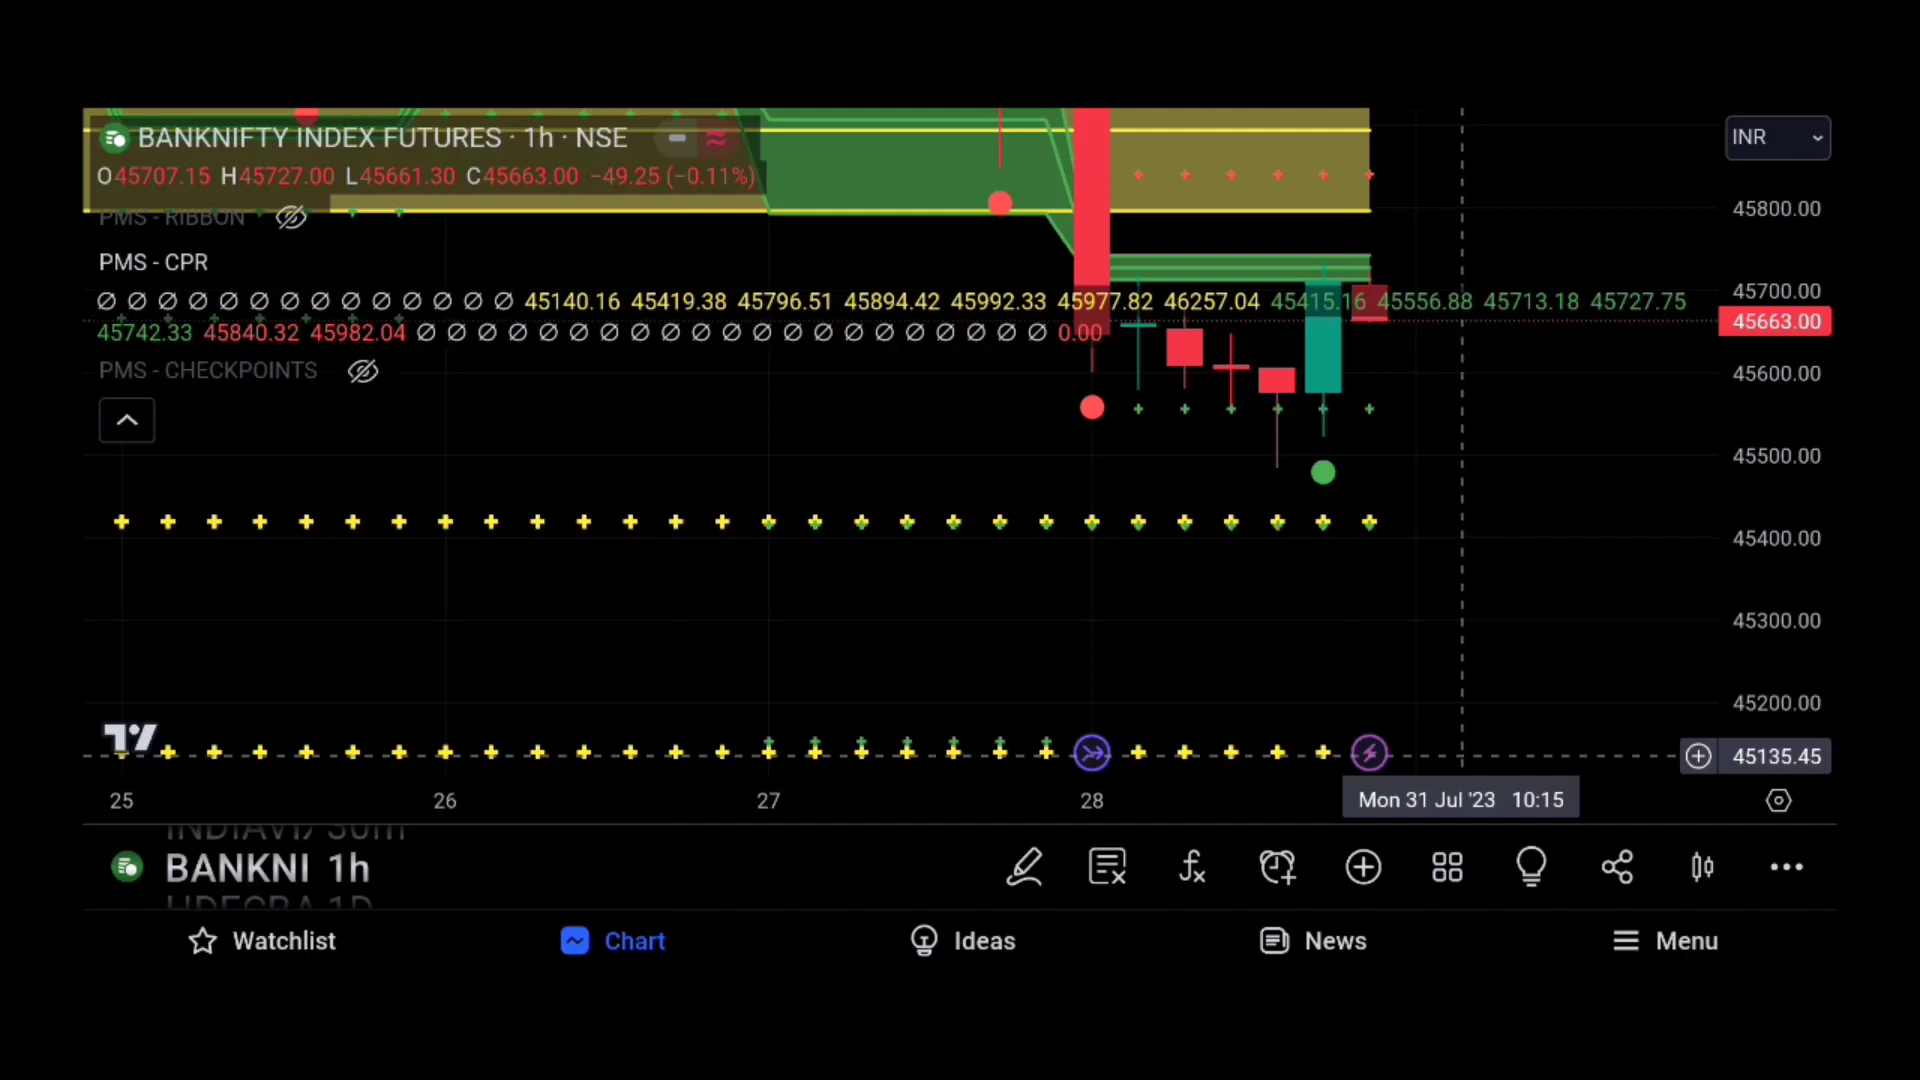 BANKNIFTY INDEX FUTURES · 1h · NSE
INR
O45707.15 H45727.00 L45661.30 C45663.00 −49.25 (−0.11%)
PMS - RIBBON
45800.00
PMS - CPR
45700.00
∅ ∅ ∅ ∅ ∅ ∅ ∅ ∅ ∅ ∅ ∅ ∅ ∅ ∅ 45140.16 45419.38 45796.51 45894.42 45992.33 45977.82 46257.04 45415.16 45556.88 45713.18 45727.75
45663.00
45742.33 45840.32 45982.04 ∅ ∅ ∅ ∅ ∅ ∅ ∅ ∅ ∅ ∅ ∅ ∅ ∅ ∅ ∅ ∅ ∅ ∅ ∅ ∅ ∅ 0.00
PMS - CHECKPOINTS
45600.00
45500.00
45400.00
45300.00
45200.00
45135.45
25 26 27 28
Mon 31 Jul '23 10:15
BANKNI 1h
Watchlist
Chart
Ideas
News
Menu